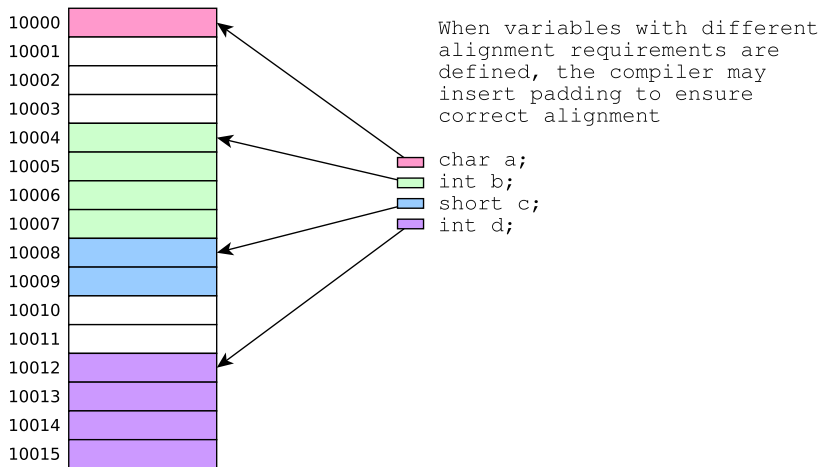 10000
10001
10002
10003
10004
10005
10006
10007
10008
10009
10010
10011
10012
10013
10014
10015
When variables with different
alignment requirements are
defined, the compiler may
insert padding to ensure
correct alignment
char a;
int b;
short c;
int d;